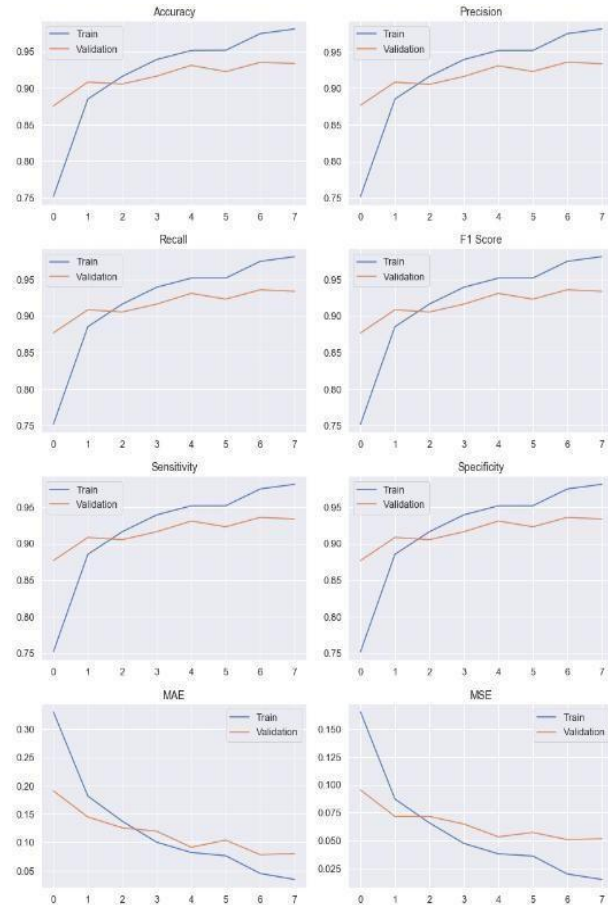 Accuracy
Train
Validation
0.95
0.90
0.85
0.80
0.75
0 1 2 3 4 5 6 7
Precision
Train
Validation
0.95
0.90
0.85
0.80
0.75
0 1 2 3 4 5 6 7
Recall
Train
Validation
0.95
0.90
0.85
0.80
0.75
0 1 2 3 4 5 6 7
F1 Score
Train
Validation
0.95
0.90
0.85
0.80
0.75
0 1 2 3 4 5 6 7
Sensitivity
Train
Validation
0.95
0.90
0.85
0.80
0.75
0 1 2 3 4 5 6 7
Specificity
Train
Validation
0.95
0.90
0.85
0.80
0.75
0 1 2 3 4 5 6 7
MAE
Train
Validation
0.30
0.25
0.20
0.15
0.10
0.05
0 1 2 3 4 5 6 7
MSE
Train
Validation
0.150
0.125
0.100
0.075
0.050
0.025
0 1 2 3 4 5 6 7